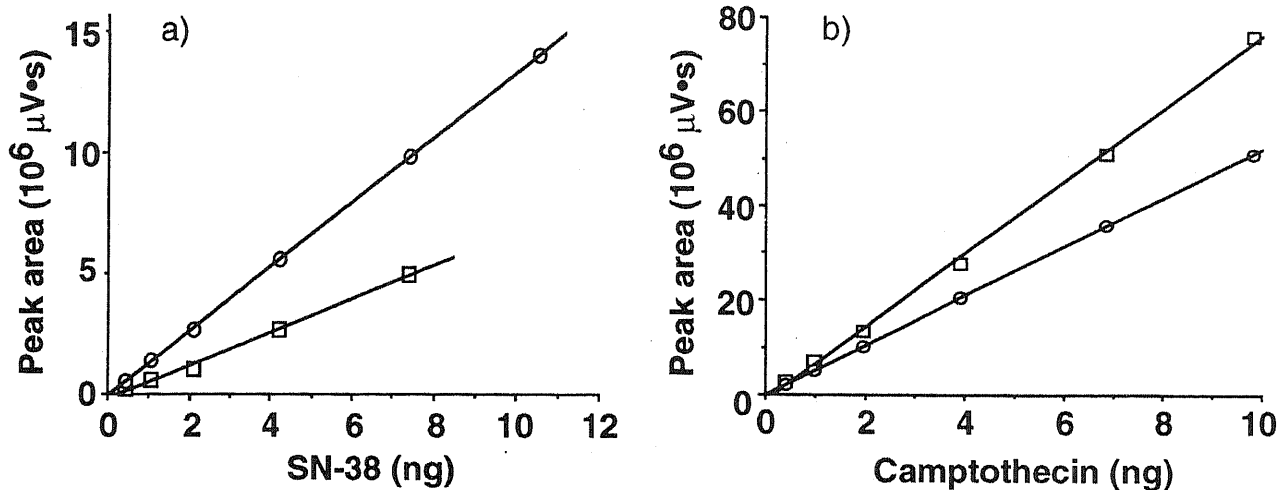 a)
Peak area (10⁶ μV•s)
15
10
5
0
0 2 4 6 8 10 12
SN-38 (ng)
b)
Peak area (10⁶ μV•s)
80
60
40
20
0
0 2 4 6 8 10
Camptothecin (ng)